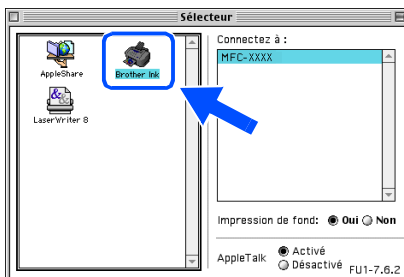 Sélecteur
AppleShare
Brother Ink
LaserWriter 8
Connectez à :
MFC-XXXX
Impression de fond: Oui Non
AppleTalk
Activé
Désactivé
FU1-7.6.2